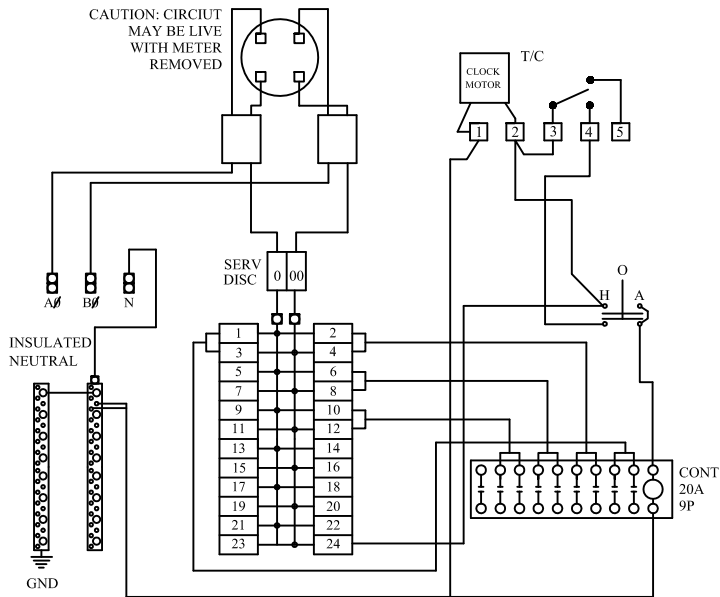 CAUTION: CIRCIUT
MAY BE LIVE
WITH METER
REMOVED
T/C
CLOCK
MOTOR
1 2 3 4 5
SERV
DISC
0 00
AØ BØ N
O
H A
INSULATED
NEUTRAL
1 2
3 4
5 6
7 8
9 10
11 12
13 14
15 16
17 18
19 20
21 22
23 24
CONT
20A
9P
GND